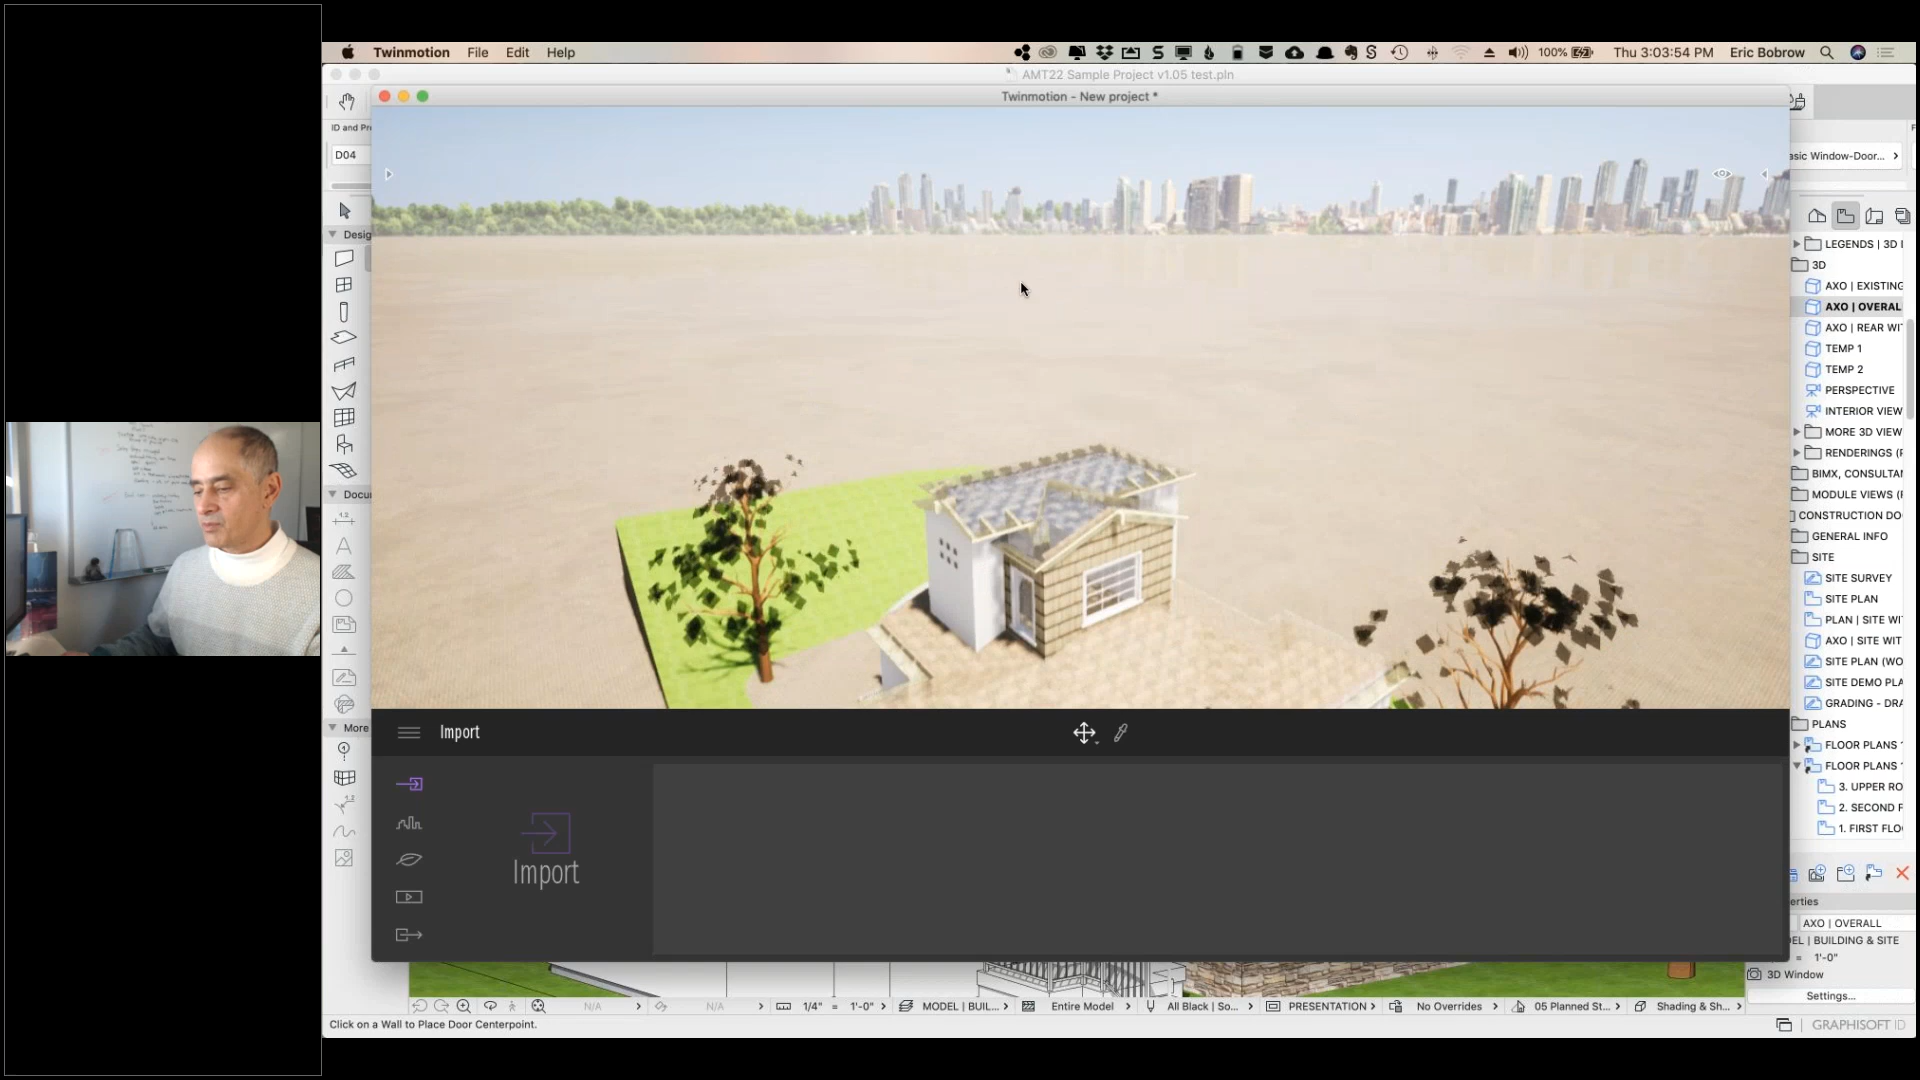 Twinmotion File Edit Help
100% Thu 3:03:54 PM Eric Bobrow
AMT22 Sample Project v1.05 test.pln
Twinmotion - New project *
ID and Pr
D04
asic Window-Door...
Desig
LEGENDS | 3D
3D
AXO | EXISTING
AXO | OVERAL
AXO | REAR WI
TEMP 1
TEMP 2
PERSPECTIVE
INTERIOR VIEW
MORE 3D VIEW
RENDERINGS (
BIMX, CONSULTA
Docu
MODULE VIEWS (
CONSTRUCTION DO
GENERAL INFO
SITE
SITE SURVEY
SITE PLAN
PLAN | SITE WI
AXO | SITE WIT
SITE PLAN (WO
SITE DEMO PLA
GRADING - DRA
PLANS
More
FLOOR PLANS
FLOOR PLANS
3. UPPER RO
2. SECOND F
1. FIRST FLO
Import
Import
erties
AXO | OVERALL
EL | BUILDING & SITE
= 1'-0"
3D Window
Settings...
N/A N/A 1/4" = 1'-0" MODEL | BUIL... Entire Model All Black | So... PRESENTATION No Overrides 05 Planned St... Shading & Sh...
Click on a Wall to Place Door Centerpoint.
GRAPHISOFT ID